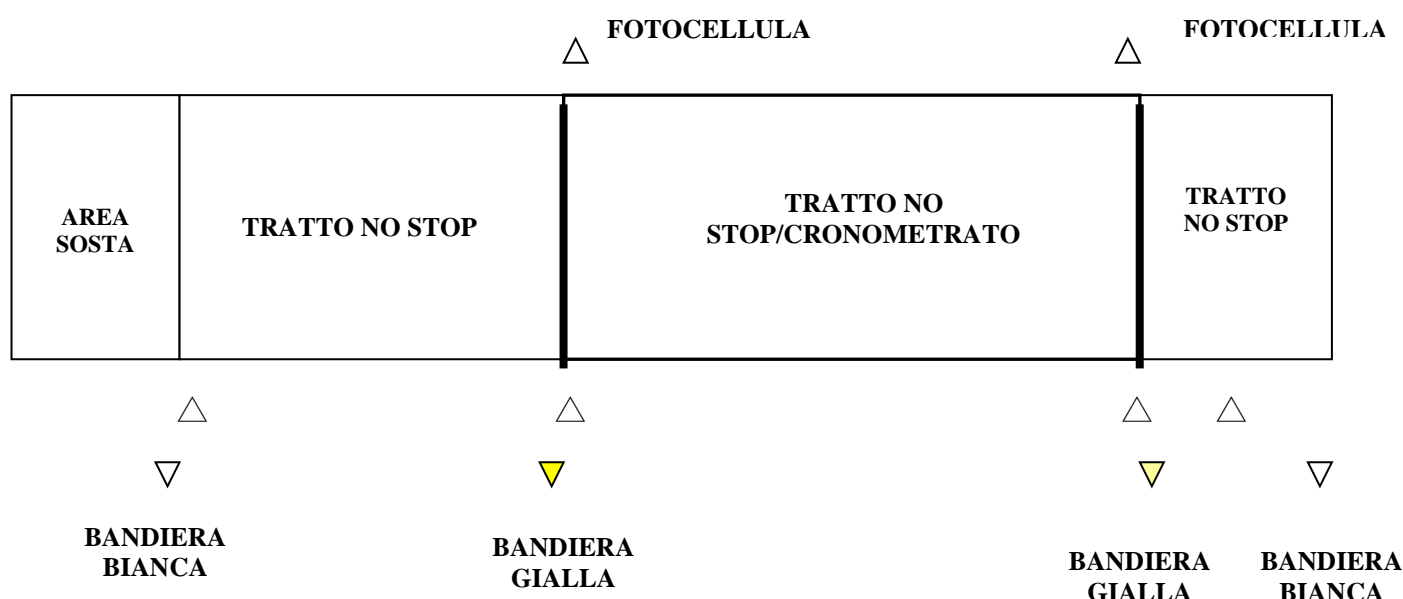 FOTOCELLULA
FOTOCELLULA
AREA
SOSTA
TRATTO NO STOP
TRATTO NO
STOP/CRONOMETRATO
TRATTO
NO STOP
BANDIERA
BIANCA
BANDIERA
GIALLA
BANDIERA
GIALLA
BANDIERA
BIANCA